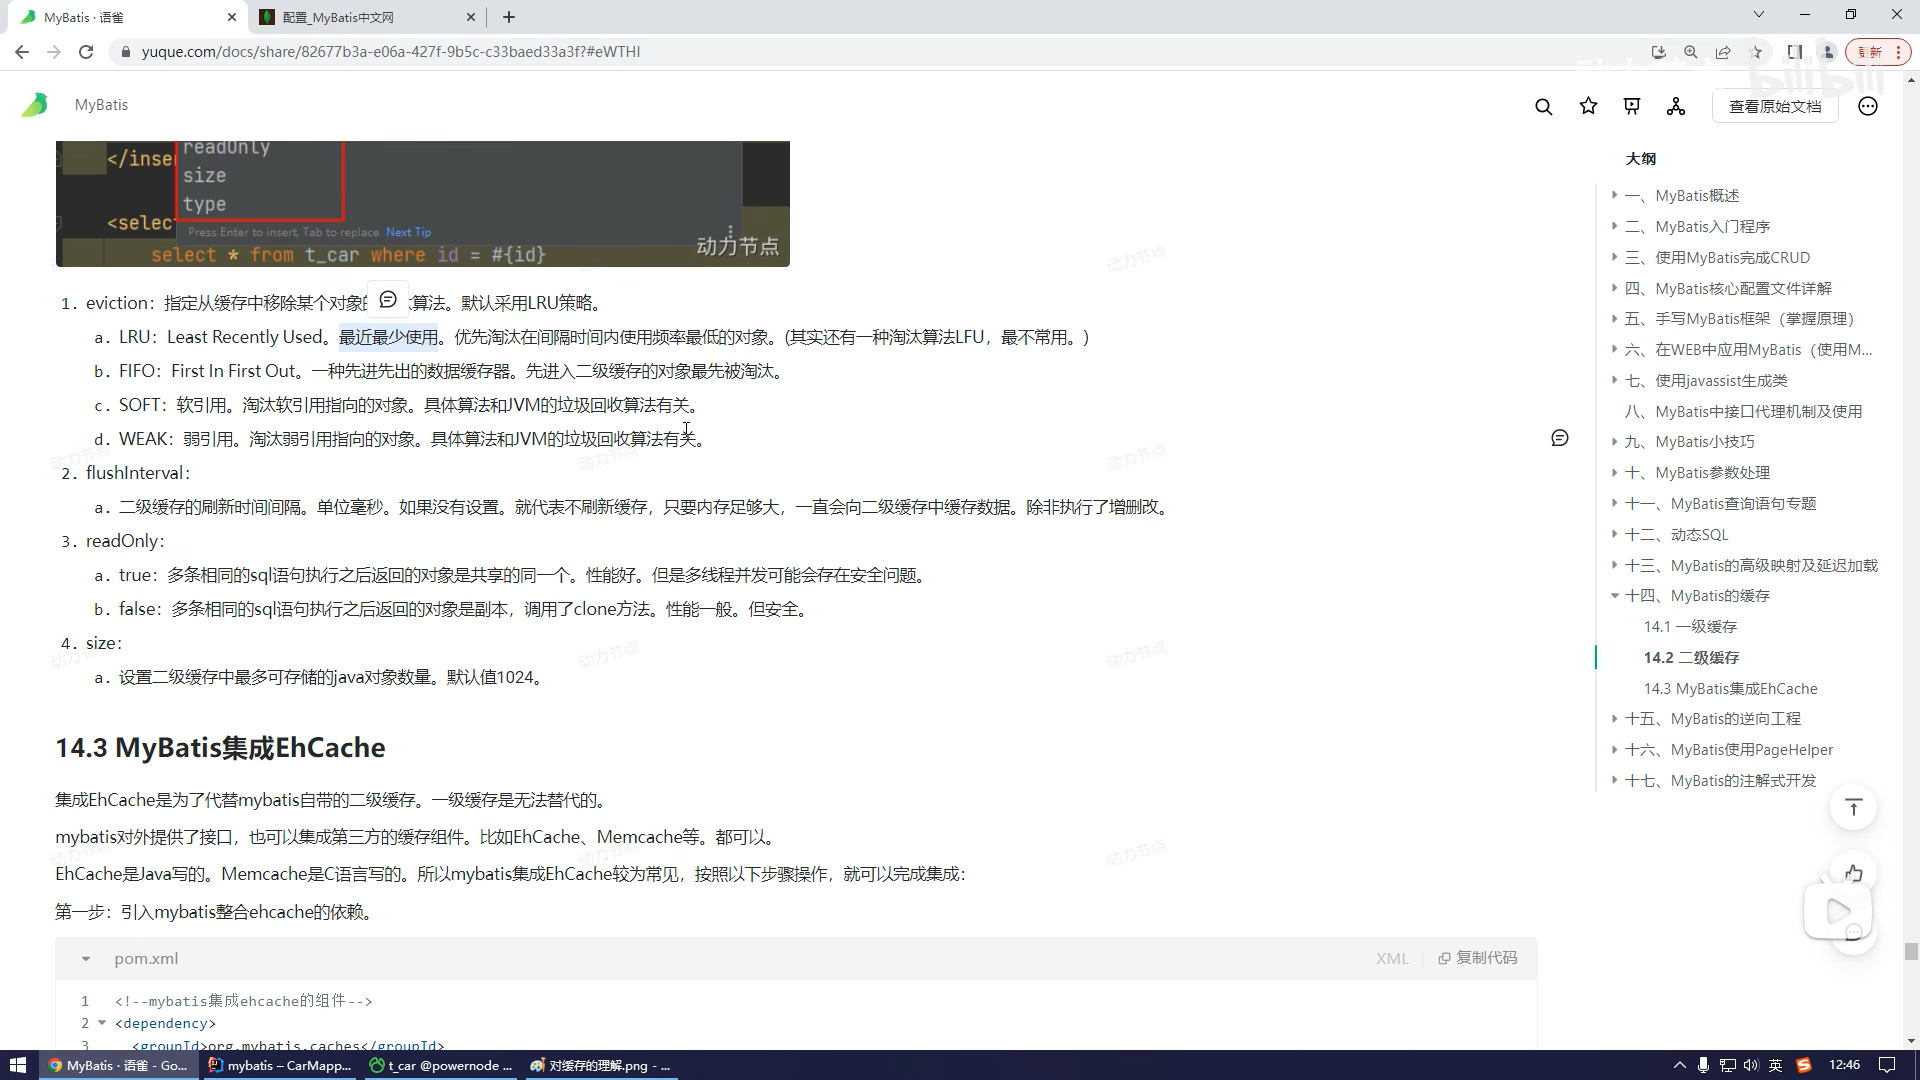 MyBatis · 语雀
配置_MyBatis中文网
yuque.com/docs/share/82677b3a-e06a-427f-9b5c-c33baed33a3f?#eWTHI
更新
bilibili
MyBatis
查看原始文档
readOnly
</inser
size
type
<selec
Press Enter to insert, Tab to replace Next Tip
select * from t_car where id = #{id}
动力节点
1. eviction：指定从缓存中移除某个对象的 算法。默认采用LRU策略。
a. LRU：Least Recently Used。最近最少使用。优先淘汰在间隔时间内使用频率最低的对象。(其实还有一种淘汰算法LFU，最不常用。)
b. FIFO：First In First Out。一种先进先出的数据缓存器。先进入二级缓存的对象最先被淘汰。
c. SOFT：软引用。淘汰软引用指向的对象。具体算法和JVM的垃圾回收算法有关。
d. WEAK：弱引用。淘汰弱引用指向的对象。具体算法和JVM的垃圾回收算法有关。
2. flushInterval：
a. 二级缓存的刷新时间间隔。单位毫秒。如果没有设置。就代表不刷新缓存，只要内存足够大，一直会向二级缓存中缓存数据。除非执行了增删改。
3. readOnly：
a. true：多条相同的sql语句执行之后返回的对象是共享的同一个。性能好。但是多线程并发可能会存在安全问题。
b. false：多条相同的sql语句执行之后返回的对象是副本，调用了clone方法。性能一般。但安全。
4. size：
a. 设置二级缓存中最多可存储的java对象数量。默认值1024。
14.3 MyBatis集成EhCache
集成EhCache是为了代替mybatis自带的二级缓存。一级缓存是无法替代的。
mybatis对外提供了接口，也可以集成第三方的缓存组件。比如EhCache、Memcache等。都可以。
EhCache是Java写的。Memcache是C语言写的。所以mybatis集成EhCache较为常见，按照以下步骤操作，就可以完成集成：
第一步：引入mybatis整合ehcache的依赖。
pom.xml
XML
复制代码
1 <!--mybatis集成ehcache的组件-->
2 <dependency>
3 <groupId>org.mybatis.caches</groupId>
大纲
一、MyBatis概述
二、MyBatis入门程序
三、使用MyBatis完成CRUD
四、MyBatis核心配置文件详解
五、手写MyBatis框架（掌握原理）
六、在WEB中应用MyBatis（使用M...
七、使用javassist生成类
八、MyBatis中接口代理机制及使用
九、MyBatis小技巧
十、MyBatis参数处理
十一、MyBatis查询语句专题
十二、动态SQL
十三、MyBatis的高级映射及延迟加载
十四、MyBatis的缓存
14.1 一级缓存
14.2 二级缓存
14.3 MyBatis集成EhCache
十五、MyBatis的逆向工程
十六、MyBatis使用PageHelper
十七、MyBatis的注解式开发
MyBatis · 语雀 - Go...
mybatis – CarMapp...
t_car @powernode ...
对缓存的理解.png - ...
英
12:46